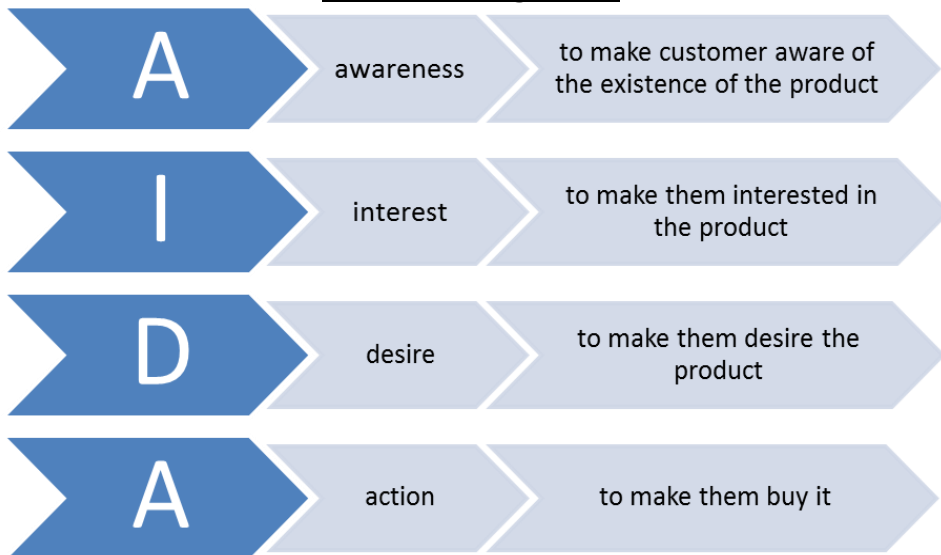 A
awareness
to make customer aware of
the existence of the product
I
interest
to make them interested in
the product
D
desire
to make them desire the
product
A
action
to make them buy it